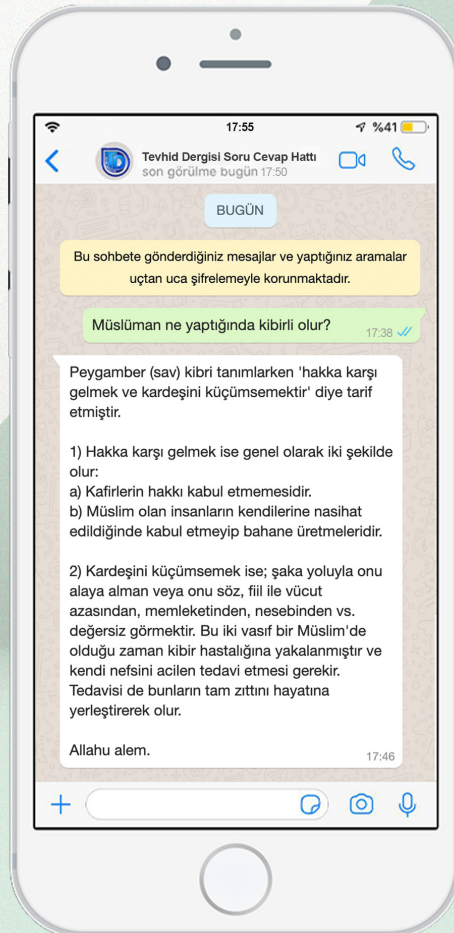 17:55
%41
Tevhid Dergisi Soru Cevap Hattı
son görülme bugün 17:50
BUGÜN
Bu sohbete gönderdiğiniz mesajlar ve yaptığınız aramalar
uçtan uca şifrelemeyle korunmaktadır.
Müslüman ne yaptığında kibirli olur?
17:38
Peygamber (sav) kibri tanımlarken 'hakka karşı
gelmek ve kardeşini küçümsemektir' diye tarif
etmiştir.
1) Hakka karşı gelmek ise genel olarak iki şekilde
olur:
a) Kafirlerin hakkı kabul etmemesidir.
b) Müslim olan insanların kendilerine nasihat
edildiğinde kabul etmeyip bahane üretmeleridir.
2) Kardeşini küçümsemek ise; şaka yoluyla onu
alaya alman veya onu söz, fiil ile vücut
azasından, memleketinden, nesebinden vs.
değersiz görmektir. Bu iki vasıf bir Müslim'de
olduğu zaman kibir hastalığına yakalanmıştır ve
kendi nefsini acilen tedavi etmesi gerekir.
Tedavisi de bunların tam zıttını hayatına
yerleştirerek olur.
Allahu alem.
17:46